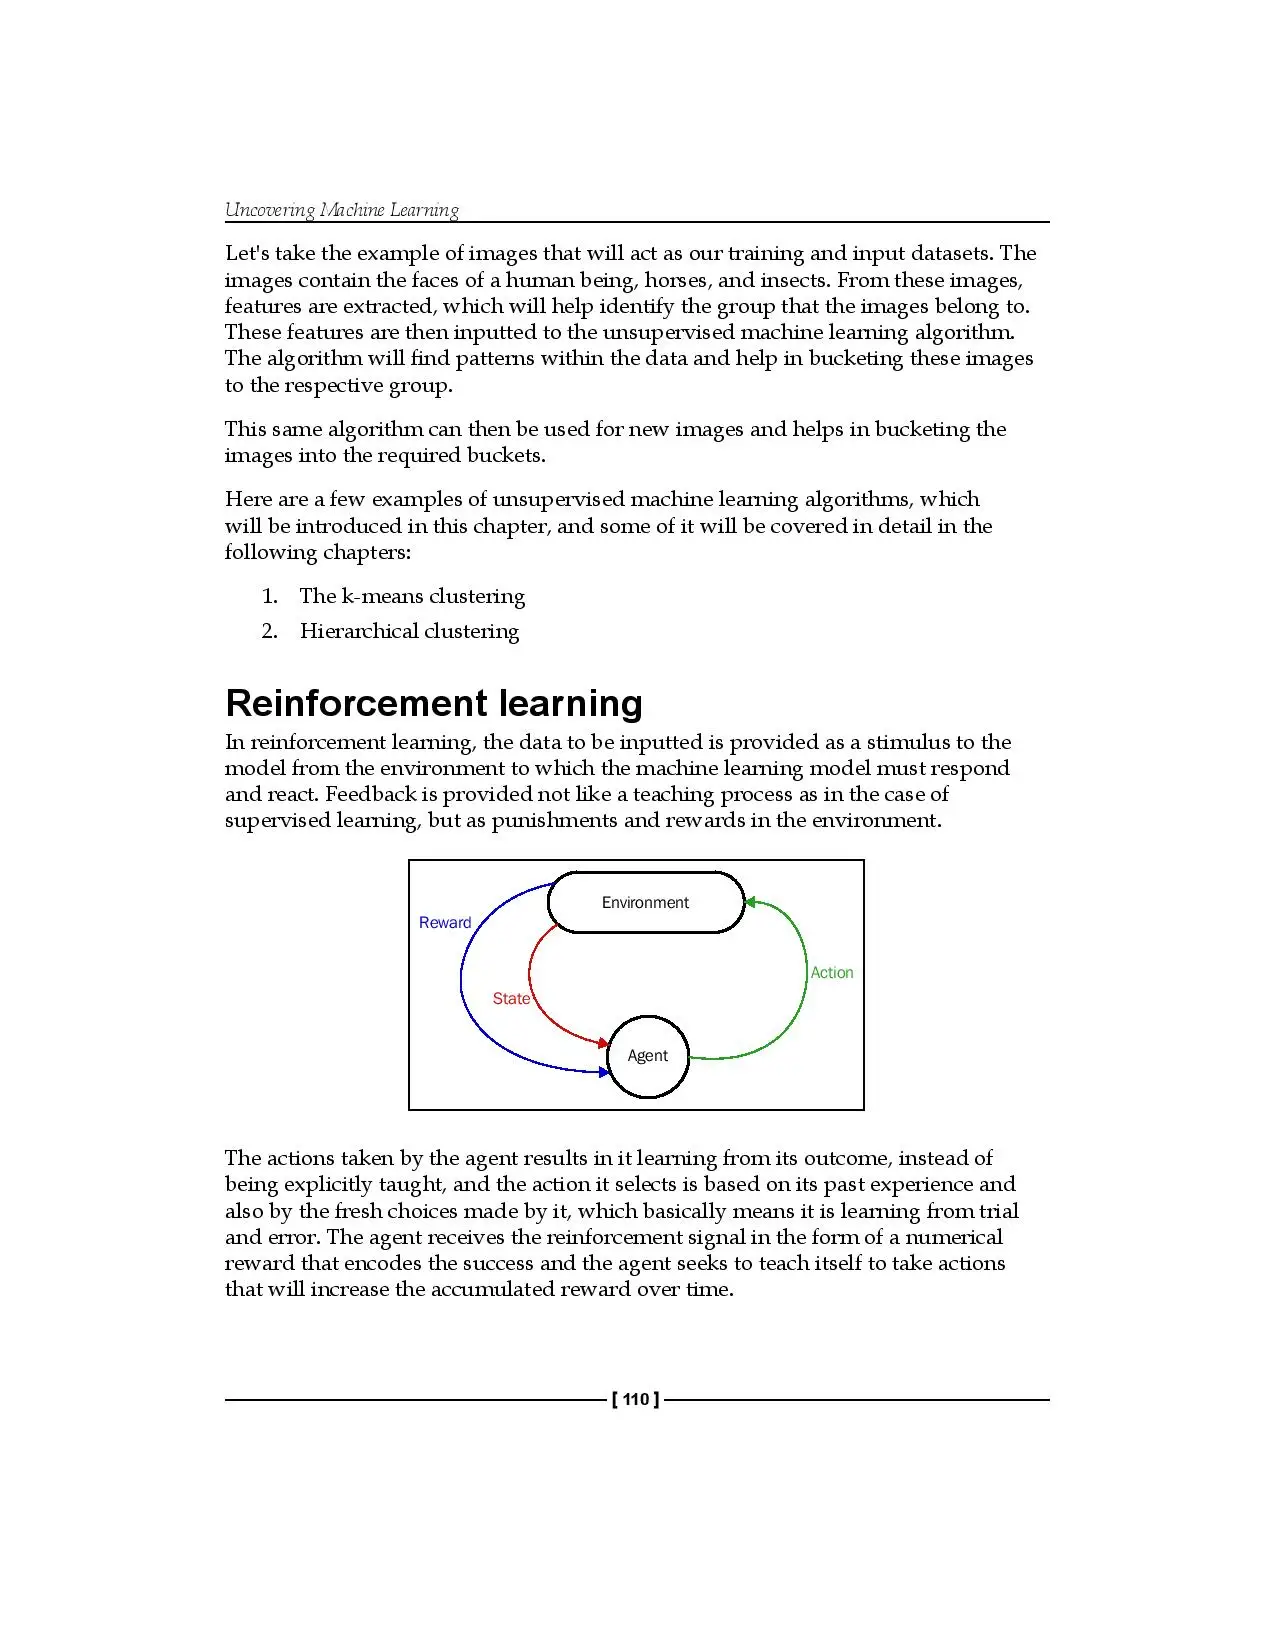 Uncovering Machine Learning
Let's take the example of images that will act as our training and input datasets. The
images contain the faces of a human being, horses, and insects. From these images,
features are extracted, which will help identify the group that the images belong to.
These features are then inputted to the unsupervised machine learning algorithm.
The algorithm will find patterns within the data and help in bucketing these images
to the respective group.
This same algorithm can then be used for new images and helps in bucketing the
images into the required buckets.
Here are a few examples of unsupervised machine learning algorithms, which
will be introduced in this chapter, and some of it will be covered in detail in the
following chapters:
1. The k-means clustering
2. Hierarchical clustering
Reinforcement learning
In reinforcement learning, the data to be inputted is provided as a stimulus to the
model from the environment to which the machine learning model must respond
and react. Feedback is provided not like a teaching process as in the case of
supervised learning, but as punishments and rewards in the environment.
Environment
Reward
Action
State
Agent
The actions taken by the agent results in it learning from its outcome, instead of
being explicitly taught, and the action it selects is based on its past experience and
also by the fresh choices made by it, which basically means it is learning from trial
and error. The agent receives the reinforcement signal in the form of a numerical
reward that encodes the success and the agent seeks to teach itself to take actions
that will increase the accumulated reward over time.
[ 110 ]